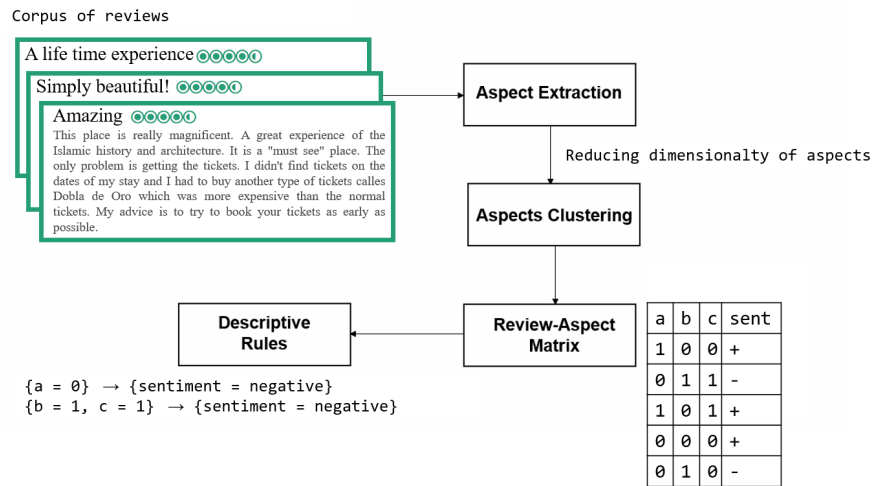 Corpus of reviews
A life time experience
Simply beautiful!
Amazing
This place is really magnificent. A great experience of the
Islamic history and architecture. It is a "must see" place. The
only problem is getting the tickets. I didn't find tickets on the
dates of my stay and I had to buy another type of tickets calles
Dobla de Oro which was more expensive than the normal
tickets. My advice is to try to book your tickets as early as
possible.
Aspect Extraction
Reducing dimensionalty of aspects
Aspects Clustering
Review-Aspect
Matrix
Descriptive
Rules
{a = 0} → {sentiment = negative}
{b = 1, c = 1} → {sentiment = negative}
a b c sent
1 0 0 +
0 1 1 -
1 0 1 +
0 0 0 +
0 1 0 -